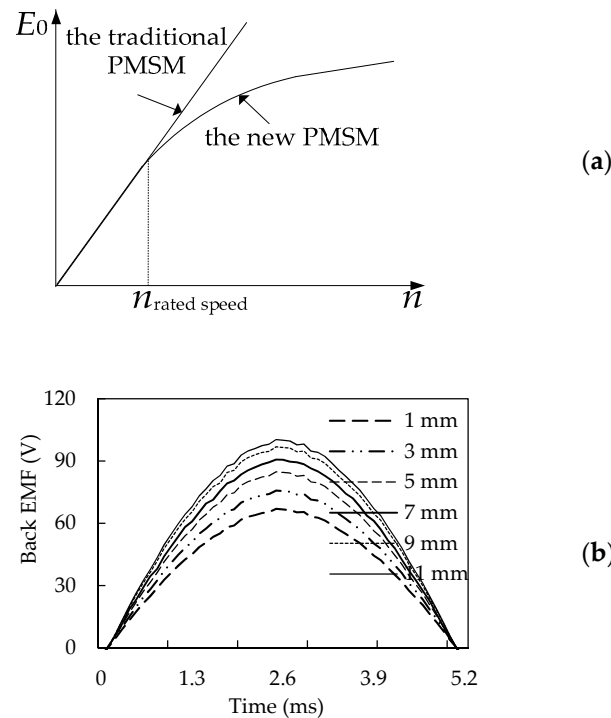 E0
the traditional
PMSM
the new PMSM
n rated speed
n
(a)
120
90
60
30
0
Back EMF (V)
1 mm
3 mm
5 mm
7 mm
9 mm
11 mm
0 1.3 2.6 3.9 5.2
Time (ms)
(b)